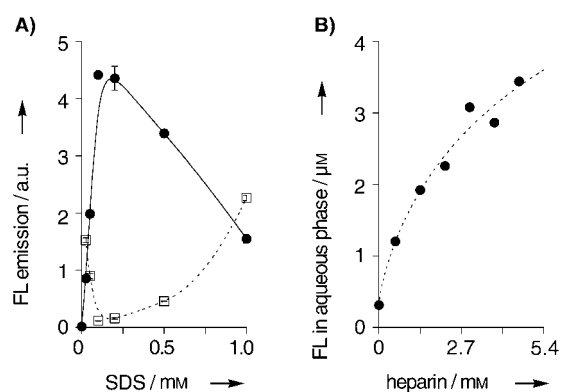 A)
5
4
3
2
1
0
FL emission / a.u.
0 0.5 1.0
SDS / mM
B)
4
3
2
1
0
FL in aqueous phase / µM
0 2.7 5.4
heparin / mM